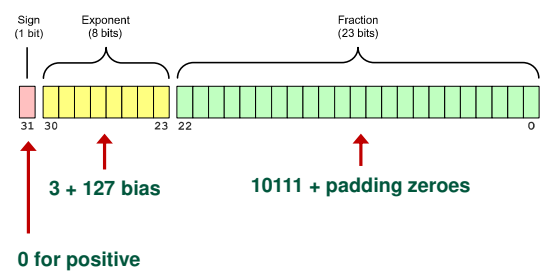 Sign
(1 bit)
Exponent
(8 bits)
Fraction
(23 bits)
31 30 23 22 0
3 + 127 bias
10111 + padding zeroes
0 for positive